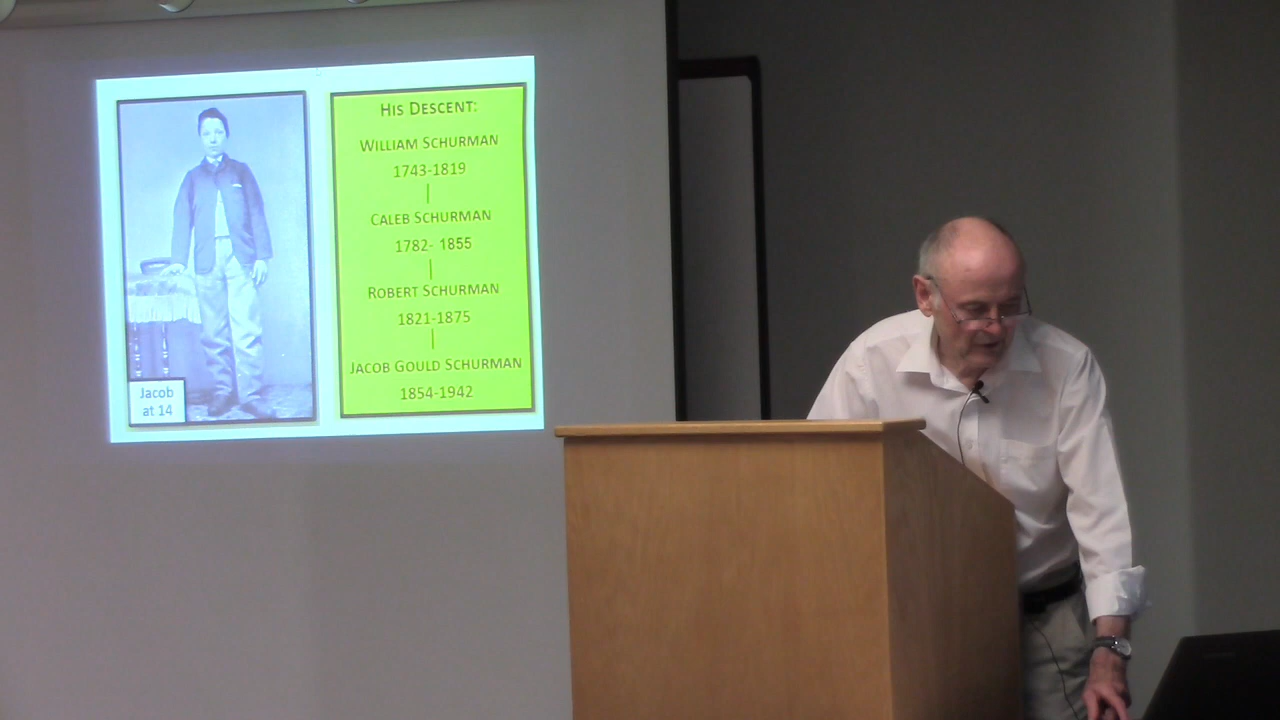 Jacob
at 14
HIS DESCENT:
WILLIAM SCHURMAN
1743-1819
CALEB SCHURMAN
1782- 1855
ROBERT SCHURMAN
1821-1875
JACOB GOULD SCHURMAN
1854-1942